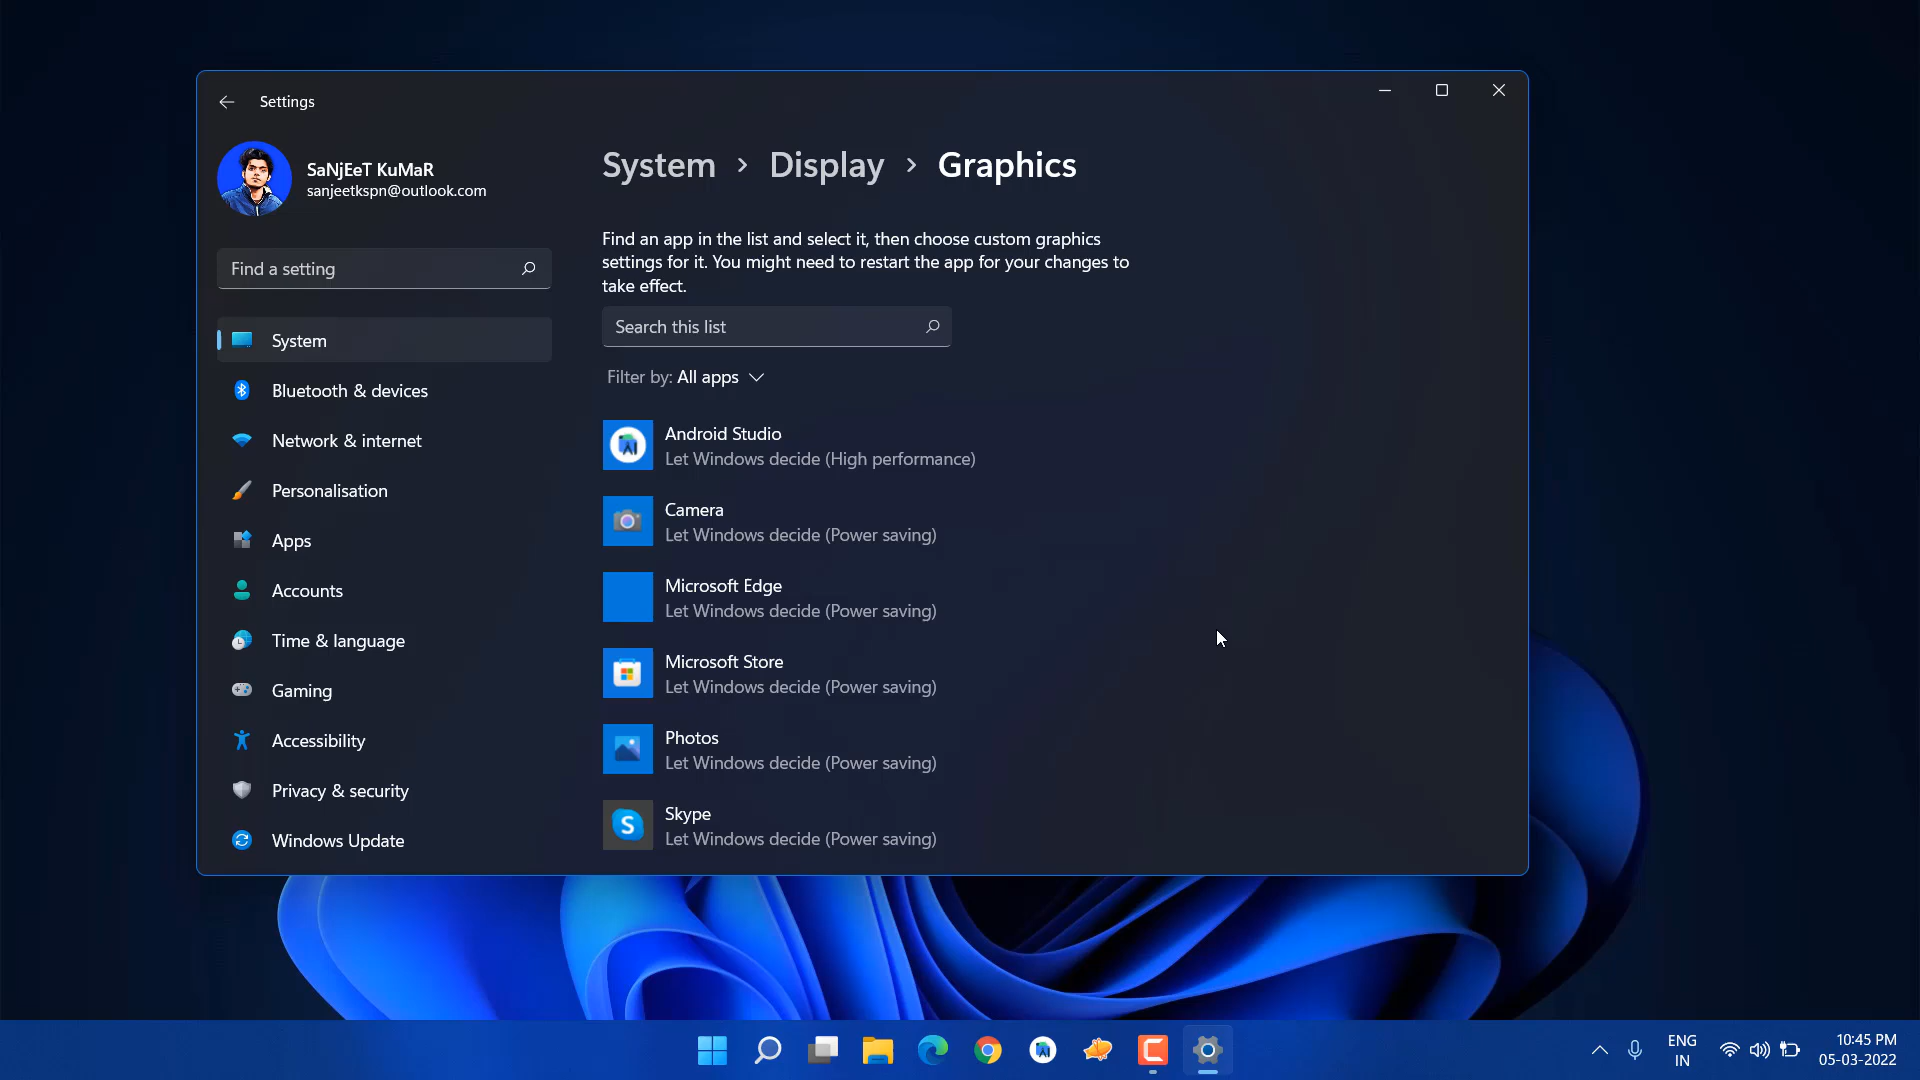 Settings
SaNjEeT KuMaR
sanjeetkspn@outlook.com
Find a setting
System
Bluetooth & devices
Network & internet
Personalisation
Apps
Accounts
Time & language
Gaming
Accessibility
Privacy & security
Windows Update
System › Display › Graphics
Find an app in the list and select it, then choose custom graphics
settings for it. You might need to restart the app for your changes to
take effect.
Search this list
Filter by: All apps
Android Studio
Let Windows decide (High performance)
Camera
Let Windows decide (Power saving)
Microsoft Edge
Let Windows decide (Power saving)
Microsoft Store
Let Windows decide (Power saving)
Photos
Let Windows decide (Power saving)
Skype
Let Windows decide (Power saving)
ENG
IN
10:45 PM
05-03-2022